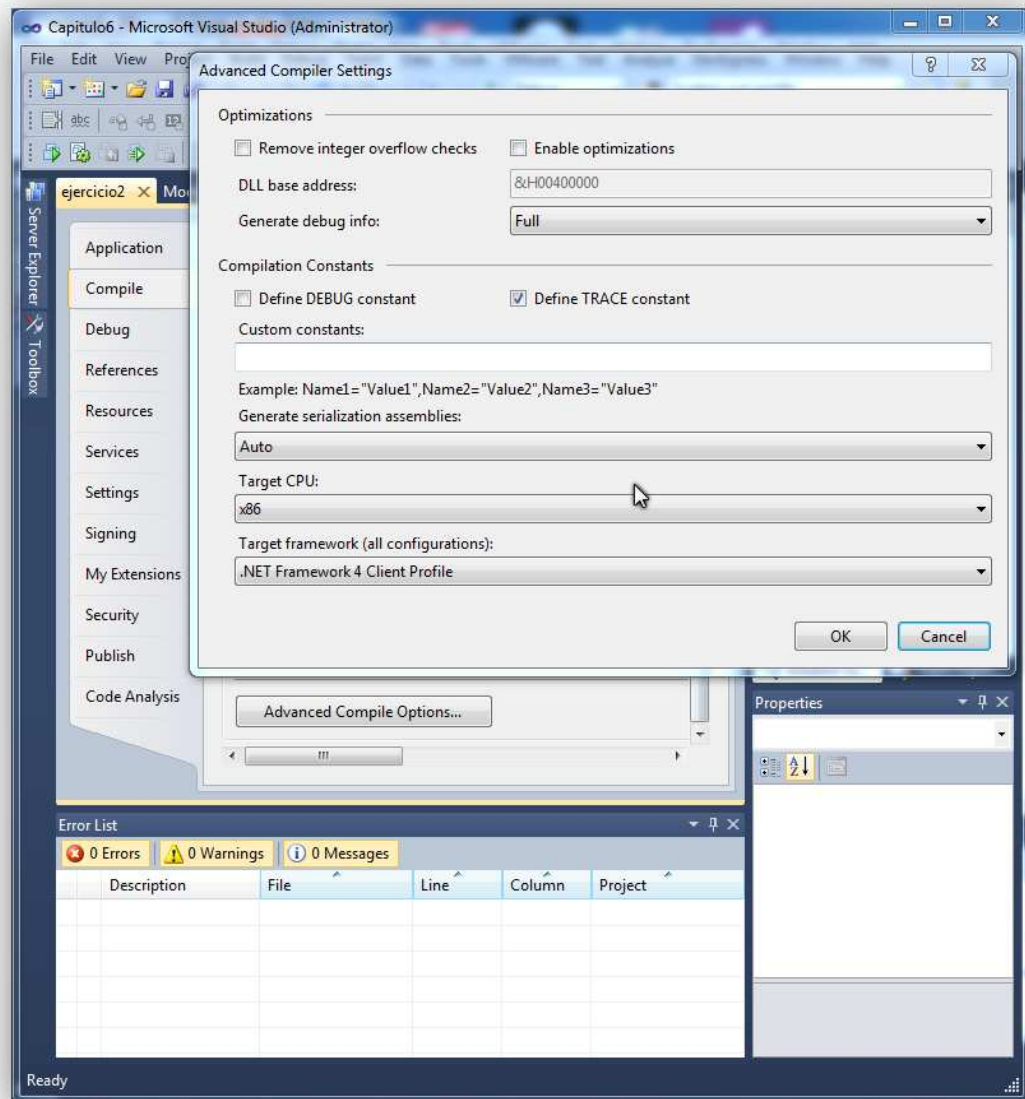 Capitulo6 - Microsoft Visual Studio (Administrator)
File Edit View
Advanced Compiler Settings
Optimizations
Remove integer overflow checks
Enable optimizations
DLL base address:
&H00400000
Generate debug info:
Full
Compilation Constants
Define DEBUG constant
Define TRACE constant
Custom constants:
Example: Name1="Value1",Name2="Value2",Name3="Value3"
Generate serialization assemblies:
Auto
Target CPU:
x86
Target framework (all configurations):
.NET Framework 4 Client Profile
OK
Cancel
abc
Server Explorer
Toolbox
ejercicio2
Application
Compile
Debug
References
Resources
Services
Settings
Signing
My Extensions
Security
Publish
Code Analysis
Advanced Compile Options...
Properties
Error List
0 Errors
0 Warnings
0 Messages
Description File Line Column Project
Ready